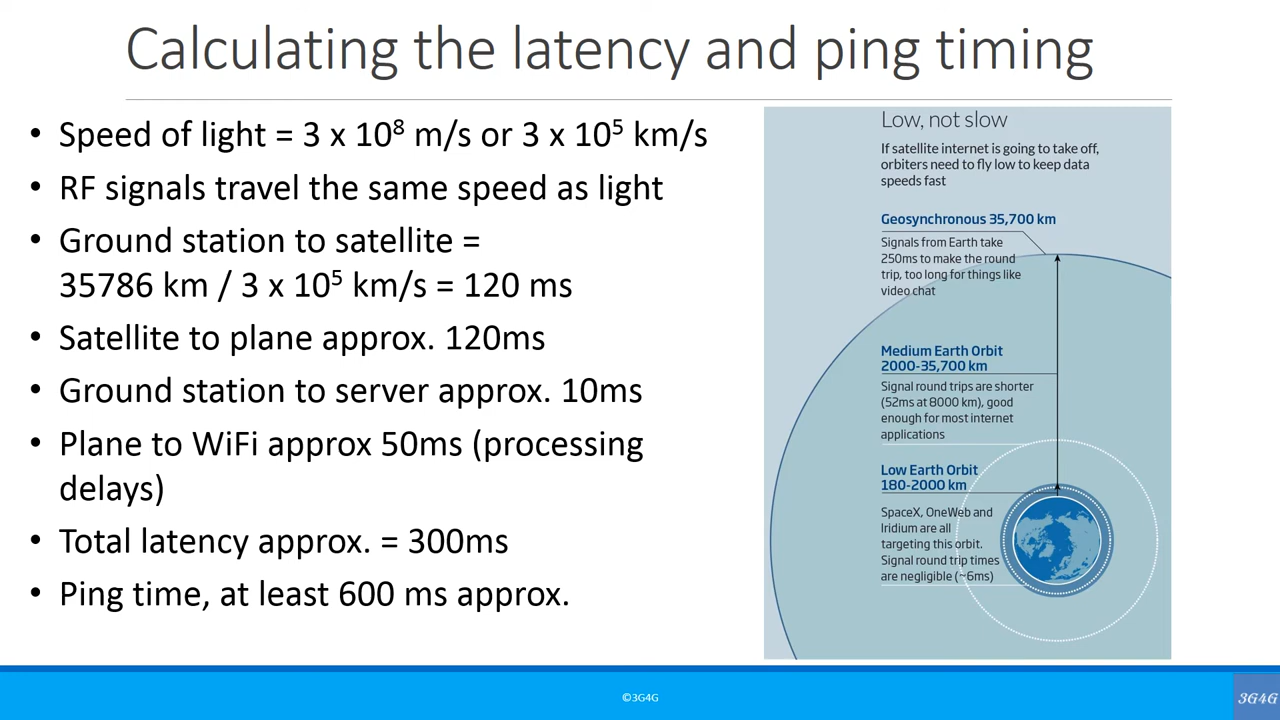 Calculating the latency and ping timing
• Speed of light = 3 x 10⁸ m/s or 3 x 10⁵ km/s
• RF signals travel the same speed as light
• Ground station to satellite =
35786 km / 3 x 10⁵ km/s = 120 ms
• Satellite to plane approx. 120ms
• Ground station to server approx. 10ms
• Plane to WiFi approx 50ms (processing
delays)
• Total latency approx. = 300ms
• Ping time, at least 600 ms approx.
Low, not slow
If satellite internet is going to take off,
orbiters need to fly low to keep data
speeds fast
Geosynchronous 35,700 km
Signals from Earth take
250ms to make the round
trip, too long for things like
video chat
Medium Earth Orbit
2000-35,700 km
Signal round trips are shorter
(52ms at 8000 km), good
enough for most internet
applications
Low Earth Orbit
180-2000 km
SpaceX, OneWeb and
Iridium are all
targeting this orbit.
Signal round trip times
are negligible (~6ms)
©3G4G
3G4G